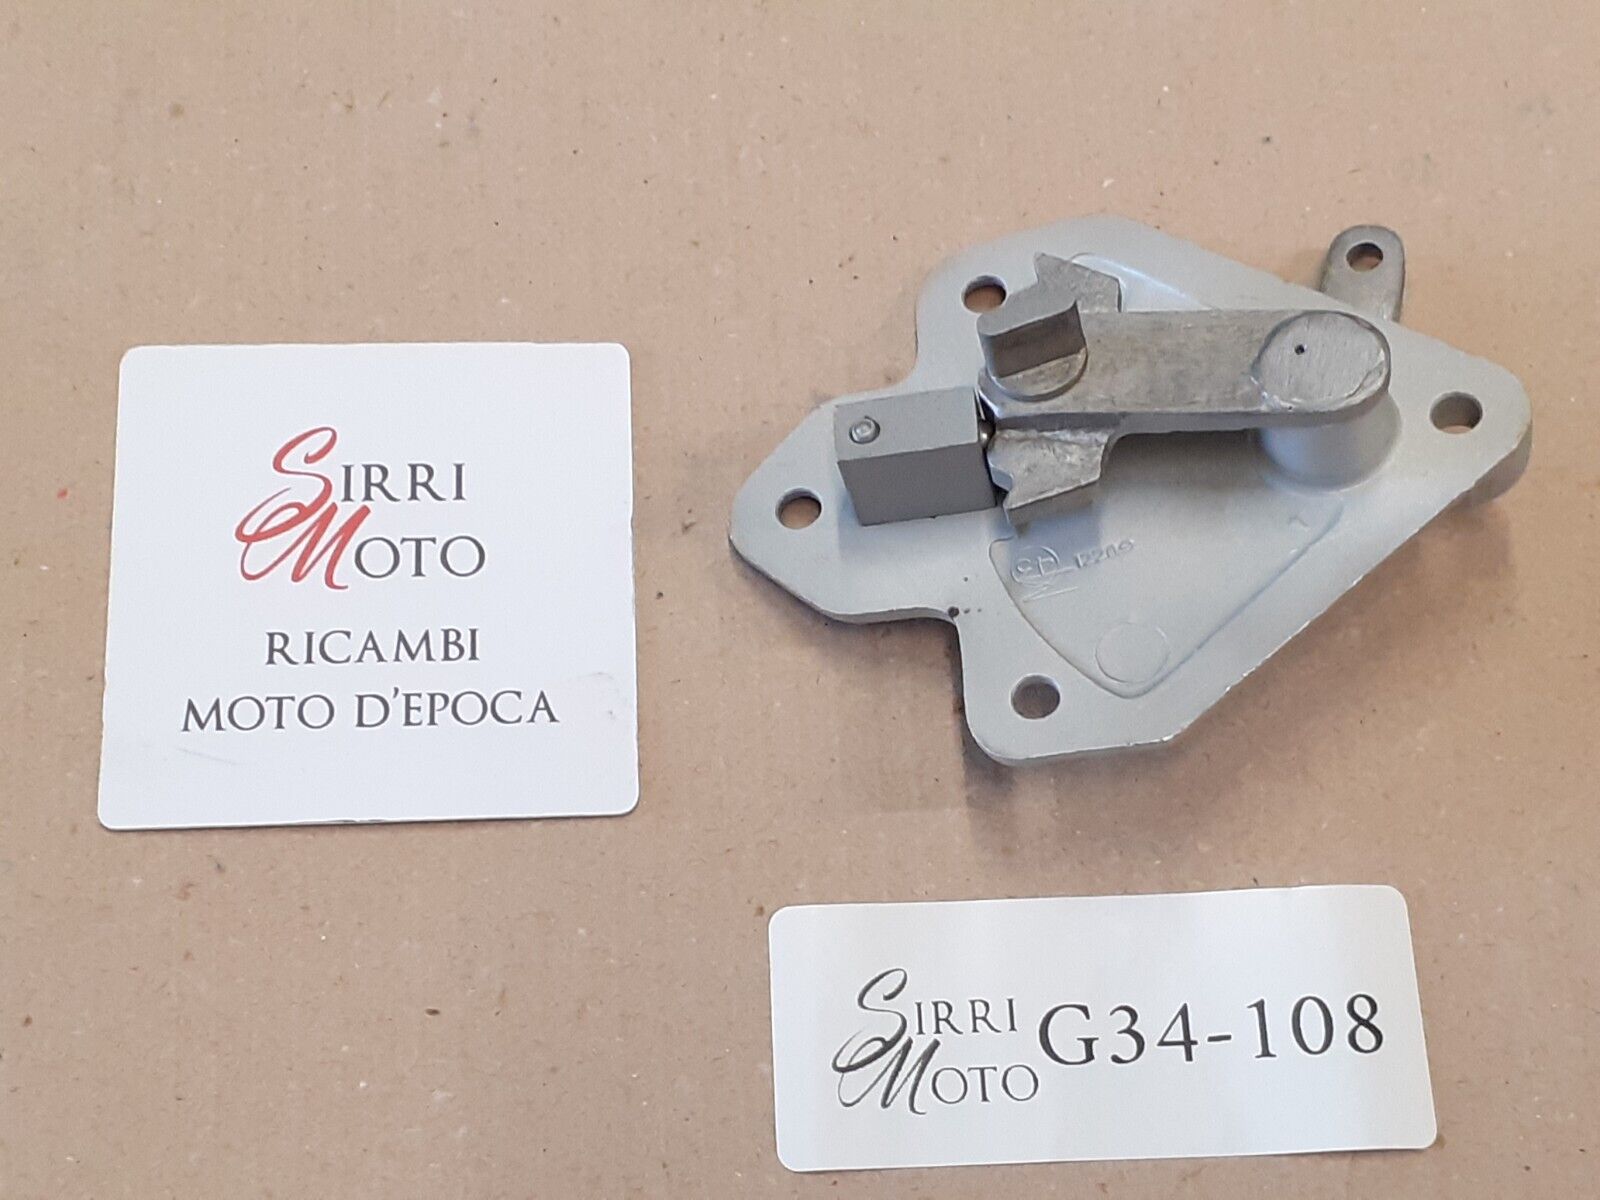 SIRRI
MOTO
RICAMBI
MOTO D'EPOCA
SIRRI
MOTO
G34-108